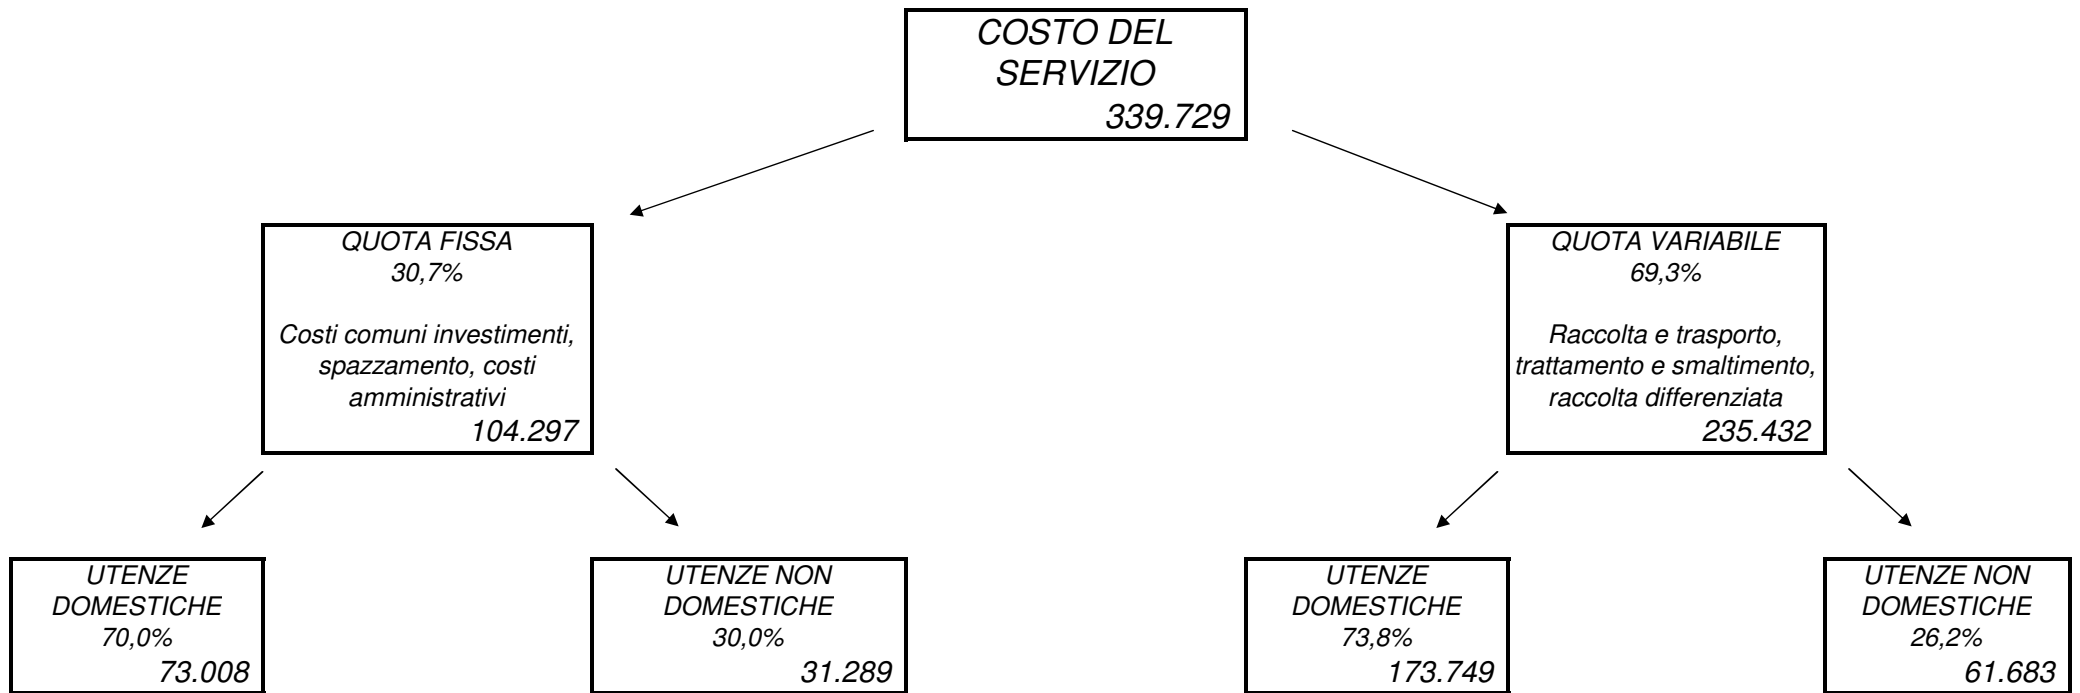 COSTO DEL
SERVIZIO
339.729
QUOTA FISSA
30,7%
Costi comuni investimenti,
spazzamento, costi
amministrativi
104.297
QUOTA VARIABILE
69,3%
Raccolta e trasporto,
trattamento e smaltimento,
raccolta differenziata
235.432
UTENZE
DOMESTICHE
70,0%
73.008
UTENZE NON
DOMESTICHE
30,0%
31.289
UTENZE
DOMESTICHE
73,8%
173.749
UTENZE NON
DOMESTICHE
26,2%
61.683